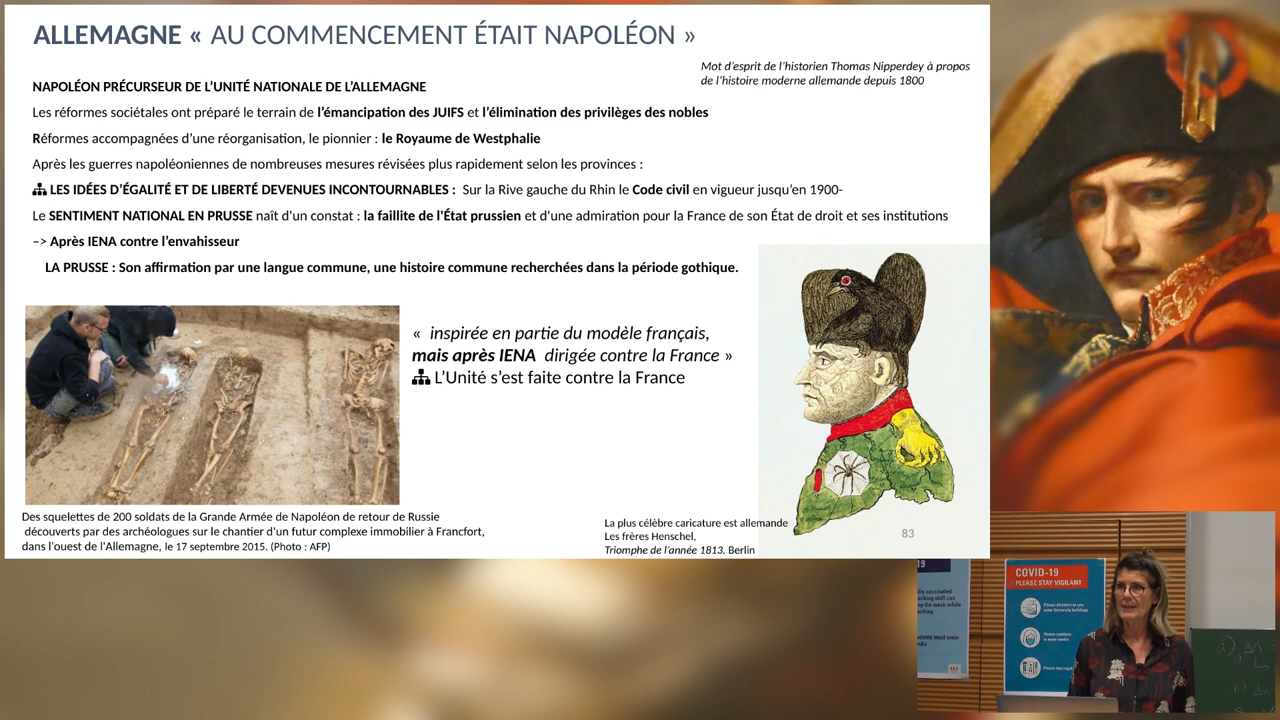 ALLEMAGNE « AU COMMENCEMENT ÉTAIT NAPOLÉON »
Mot d'esprit de l'historien Thomas Nipperdey à propos
de l'histoire moderne allemande depuis 1800
NAPOLÉON PRÉCURSEUR DE L'UNITÉ NATIONALE DE L'ALLEMAGNE
Les réformes sociétales ont préparé le terrain de l'émancipation des JUIFS et l'élimination des privilèges des nobles
Réformes accompagnées d'une réorganisation, le pionnier : le Royaume de Westphalie
Après les guerres napoléoniennes de nombreuses mesures révisées plus rapidement selon les provinces :
LES IDÉES D'ÉGALITÉ ET DE LIBERTÉ DEVENUES INCONTOURNABLES : Sur la Rive gauche du Rhin le Code civil en vigueur jusqu'en 1900-
Le SENTIMENT NATIONAL EN PRUSSE naît d'un constat : la faillite de l'État prussien et d'une admiration pour la France de son État de droit et ses institutions
–> Après IENA contre l'envahisseur
LA PRUSSE : Son affirmation par une langue commune, une histoire commune recherchées dans la période gothique.
« inspirée en partie du modèle français,
mais après IENA dirigée contre la France »
L'Unité s'est faite contre la France
Des squelettes de 200 soldats de la Grande Armée de Napoléon de retour de Russie
découverts par des archéologues sur le chantier d'un futur complexe immobilier à Francfort,
dans l'ouest de l'Allemagne, le 17 septembre 2015. (Photo : AFP)
La plus célèbre caricature est allemande
Les frères Henschel,
Triomphe de l'année 1813. Berlin
83
19
COVID-19
PLEASE STAY VIGILANT